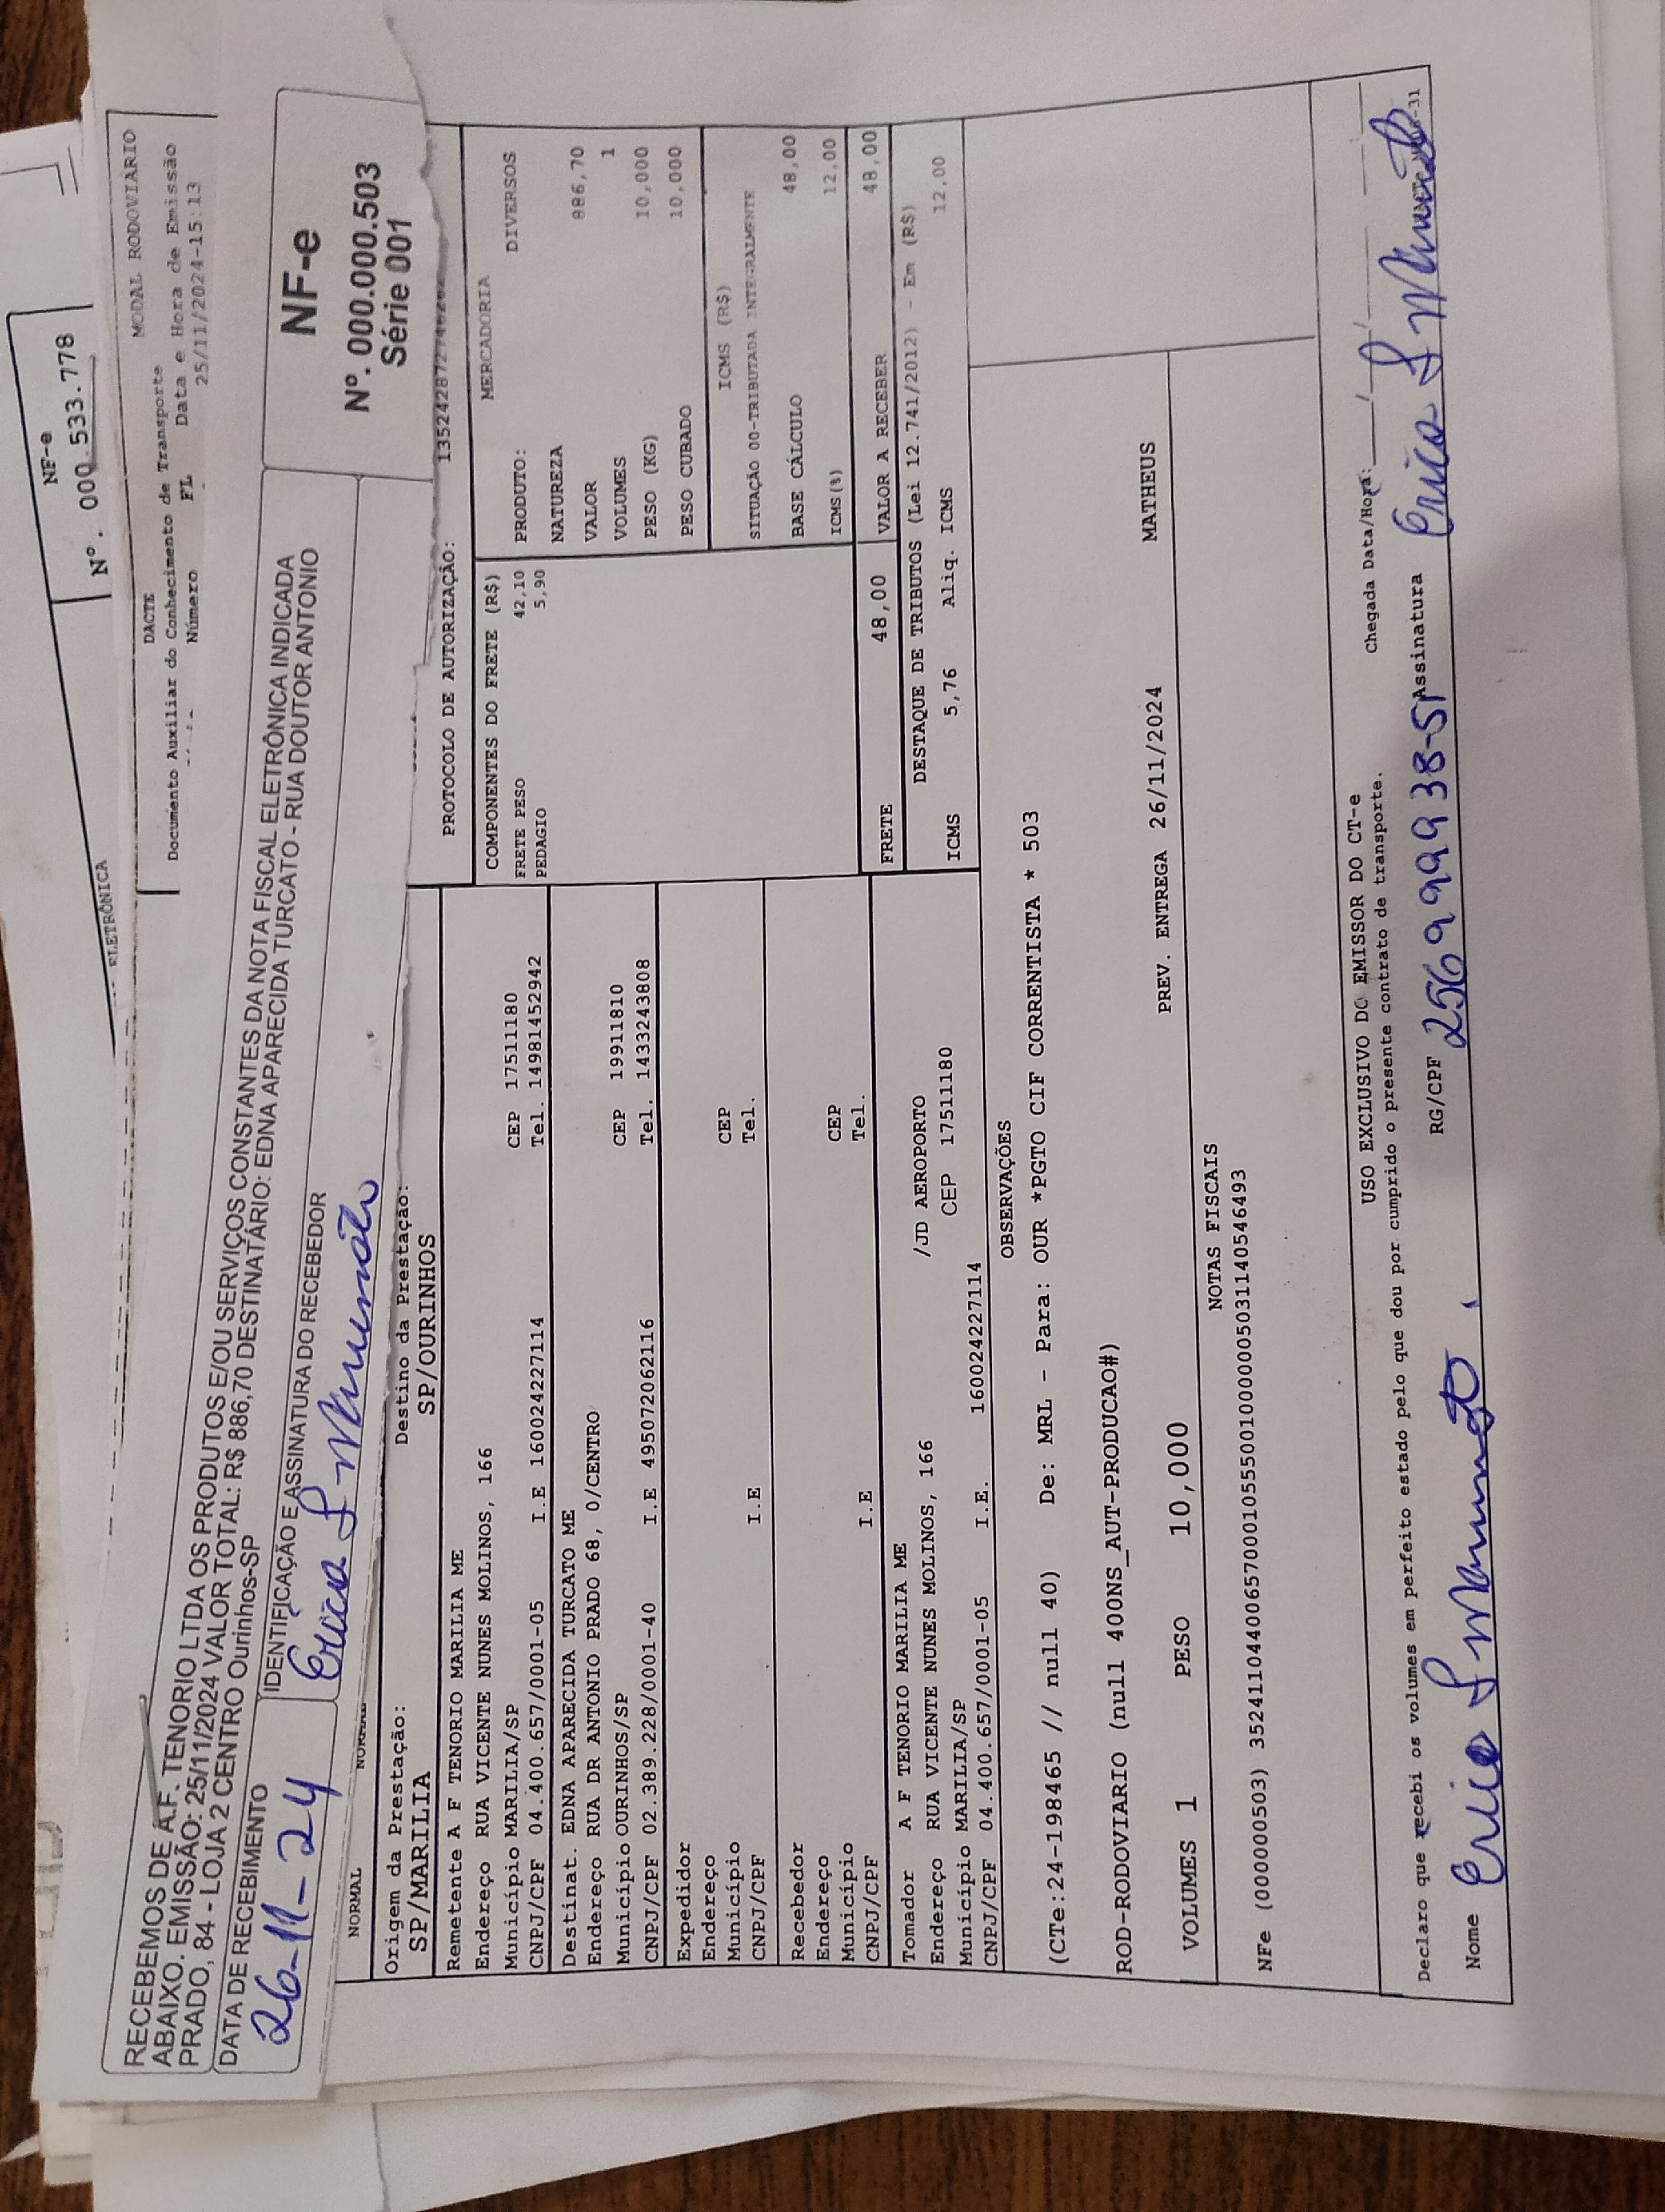 NF-e
Nº. 000.533.778
ELETRÔNICA
DACTE
MODAL RODOVIÁRIO
Documento Auxiliar do Conhecimento de Transporte
Número FL Data e Hora de Emissão
25/11/2024-15:13
RECEBEMOS DE A.F. TENORIO LTDA OS PRODUTOS E/OU SERVIÇOS CONSTANTES DA NOTA FISCAL ELETRÔNICA INDICADA
ABAIXO. EMISSÃO: 25/11/2024 VALOR TOTAL: R$ 886,70 DESTINATÁRIO: EDNA APARECIDA TURCATO - RUA DOUTOR ANTONIO
PRADO, 84 - LOJA 2 CENTRO Ourinhos-SP
NF-e
Nº. 000.000.503
Série 001
DATA DE RECEBIMENTO
26-11-24
IDENTIFICAÇÃO E ASSINATURA DO RECEBEDOR
NORMAL NORMAL
Origem da Prestação:
SP/MARILIA
Destino da Prestação:
SP/OURINHOS
PROTOCOLO DE AUTORIZAÇÃO:
Remetente A F TENORIO MARILIA ME
Endereço RUA VICENTE NUNES MOLINOS, 166
Município MARILIA/SP CEP 17511180
CNPJ/CPF 04.400.657/0001-05 I.E 160024227114 Tel. 14981452942
Destinat. EDNA APARECIDA TURCATO ME
Endereço RUA DR ANTONIO PRADO 68, 0/CENTRO
Município OURINHOS/SP CEP 19911810
CNPJ/CPF 02.389.228/0001-40 I.E 495072062116 Tel. 1433243808
Expedidor
Endereço
Município CEP
CNPJ/CPF I.E Tel.
Recebedor
Endereço
Município CEP
CNPJ/CPF I.E Tel.
Tomador A F TENORIO MARILIA ME
Endereço RUA VICENTE NUNES MOLINOS, 166 /JD AEROPORTO
Município MARILIA/SP CEP 17511180
CNPJ/CPF 04.400.657/0001-05 I.E. 160024227114
COMPONENTES DO FRETE (R$)
FRETE PESO 42,10
PEDAGIO 5,90
MERCADORIA
PRODUTO: DIVERSOS
NATUREZA
VALOR 886,70
VOLUMES 1
PESO (KG) 10,000
PESO CUBADO 10,000
ICMS (R$)
SITUAÇÃO 00-TRIBUTADA INTEGRALMENTE
BASE CÁLCULO 48,00
ICMS(%) 12,00
FRETE 48,00 VALOR A RECEBER 48,00
DESTAQUE DE TRIBUTOS (Lei 12.741/2012) - Em (R$)
ICMS 5,76 Aliq. ICMS 12,00
OBSERVAÇÕES
(CTe:24-198465 // null 40) De: MRL - Para: OUR *PGTO CIF CORRENTISTA * 503
ROD-RODOVIARIO (null 400NS_AUT-PRODUCAO#)
VOLUMES 1 PESO 10,000 PREV. ENTREGA 26/11/2024 MATHEUS
NOTAS FISCAIS
NFe (000000503) 35241104400657000105550010000005031140546493
USO EXCLUSIVO DO EMISSOR DO CT-e
Chegada Data/Hora: / /
Declaro que recebi os volumes em perfeito estado pelo que dou por cumprido o presente contrato de transporte.
Nome RG/CPF Assinatura